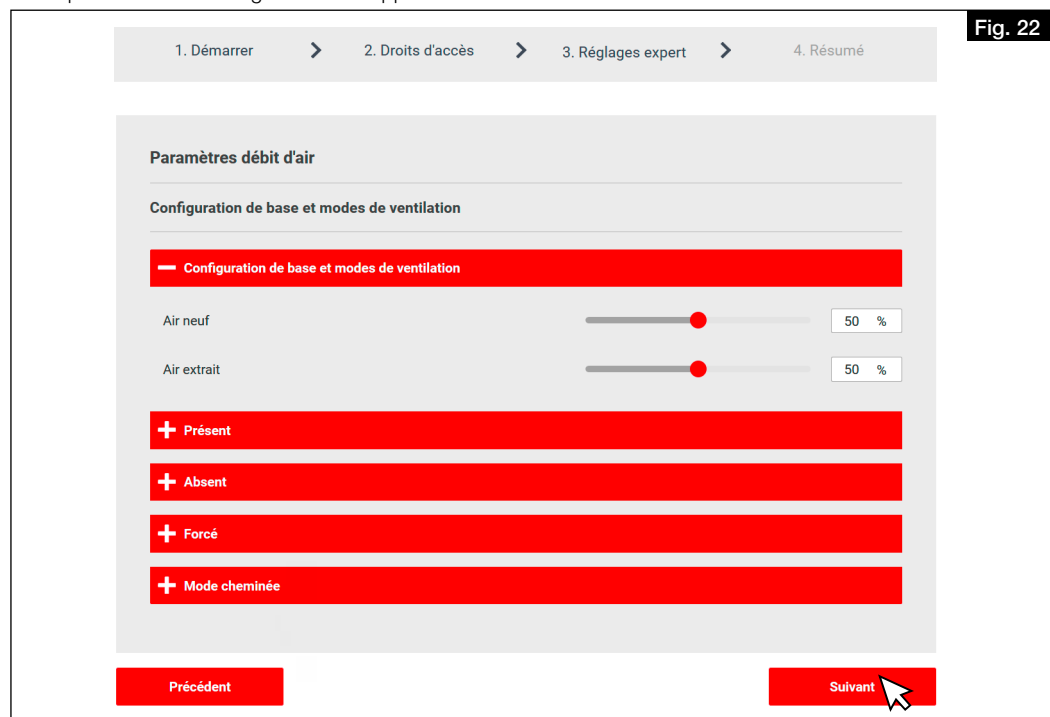 Fig. 22
1. Démarrer 2. Droits d'accès 3. Réglages expert 4. Résumé
Paramètres débit d'air
Configuration de base et modes de ventilation
Configuration de base et modes de ventilation
Air neuf 50 %
Air extrait 50 %
Présent
Absent
Forcé
Mode cheminée
Précédent Suivant